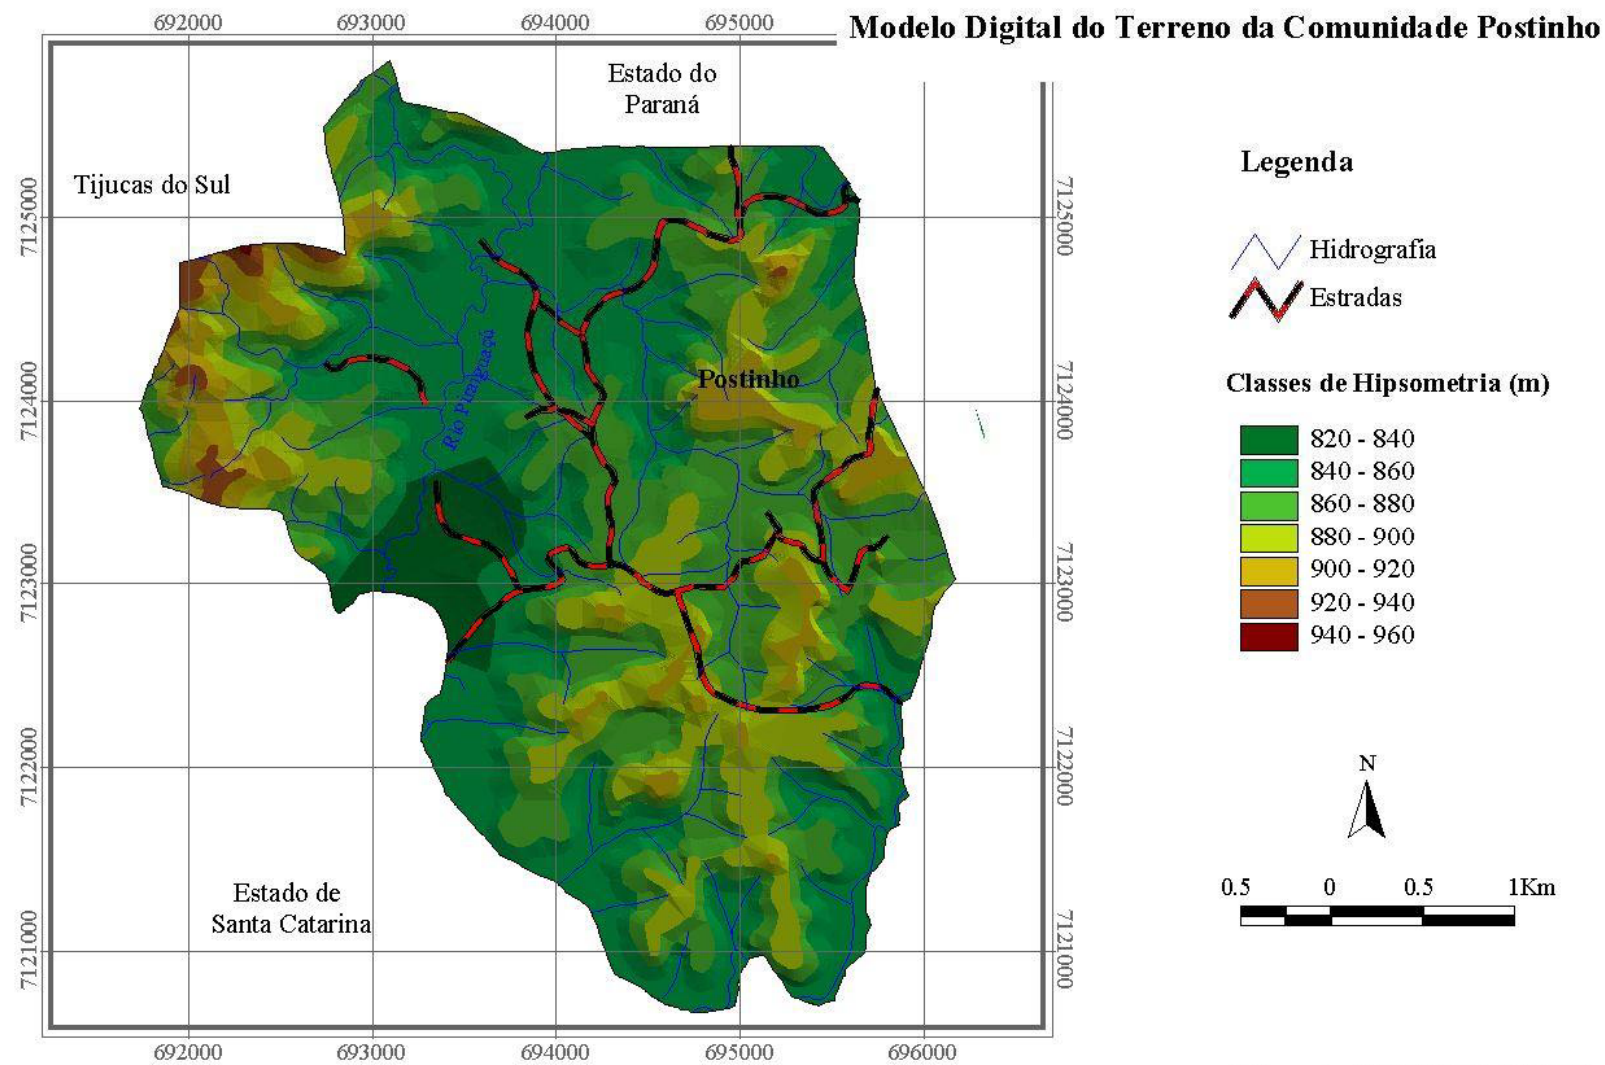 Modelo Digital do Terreno da Comunidade Postinho
692000 693000 694000 695000
Estado do
Paraná
Tijucas do Sul
7125000
7125000
Legenda
Hidrografia
Estradas
Rio Piraiguaçú
Postinho
7124000
7124000
Classes de Hipsometria (m)
820 - 840
840 - 860
860 - 880
880 - 900
900 - 920
920 - 940
940 - 960
7123000
7123000
7122000
7122000
N
Estado de
Santa Catarina
0.5 0 0.5 1Km
7121000
7121000
692000 693000 694000 695000 696000